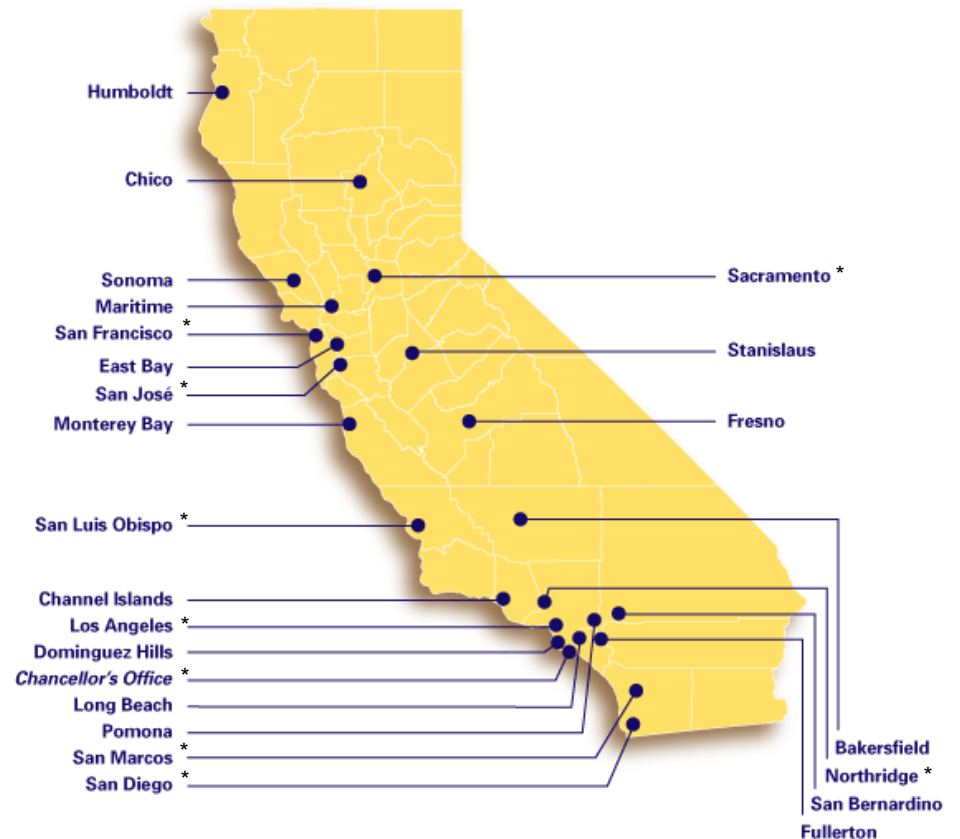 Humboldt
Chico
Sonoma
Maritime
San Francisco *
East Bay
San José *
Monterey Bay
San Luis Obispo *
Channel Islands
Los Angeles *
Dominguez Hills
Chancellor's Office *
Long Beach
Pomona
San Marcos *
San Diego *
Sacramento *
Stanislaus
Fresno
Bakersfield
Northridge *
San Bernardino
Fullerton